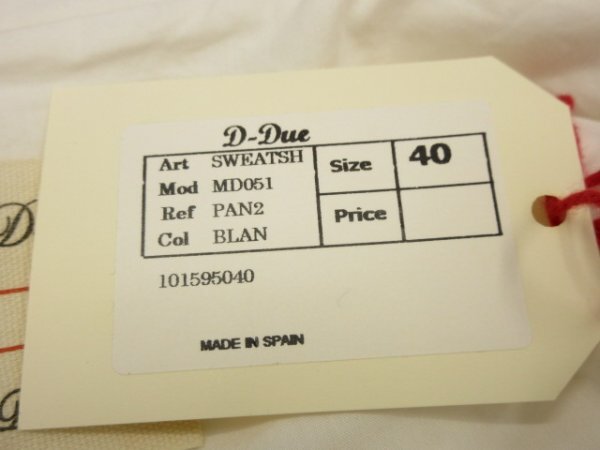 D-Due
Art SWEATSH Size 40
Mod MD051
Ref PAN2 Price
Col BLAN
101595040
MADE IN SPAIN
D